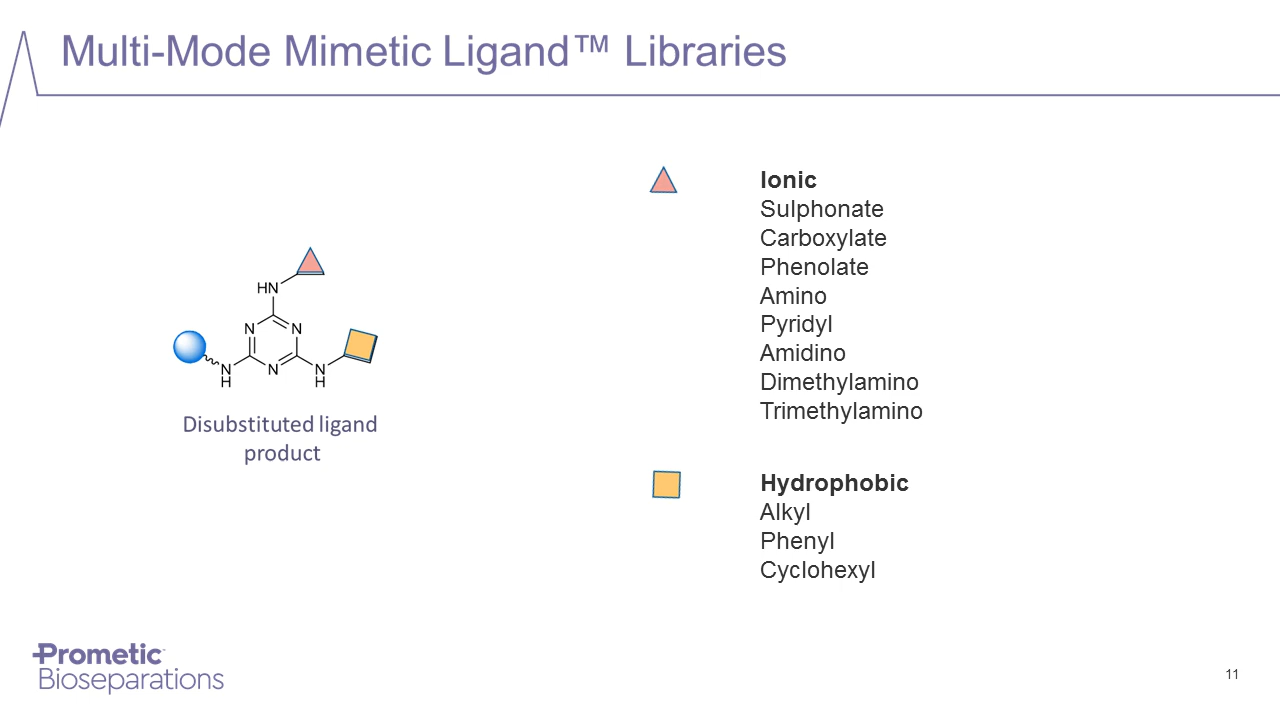 Multi-Mode Mimetic Ligand™ Libraries
HN
N
N
N
N
H
N
H
Disubstituted ligand
product
Ionic
Sulphonate
Carboxylate
Phenolate
Amino
Pyridyl
Amidino
Dimethylamino
Trimethylamino
Hydrophobic
Alkyl
Phenyl
Cyclohexyl
Prometic
Bioseparations
11